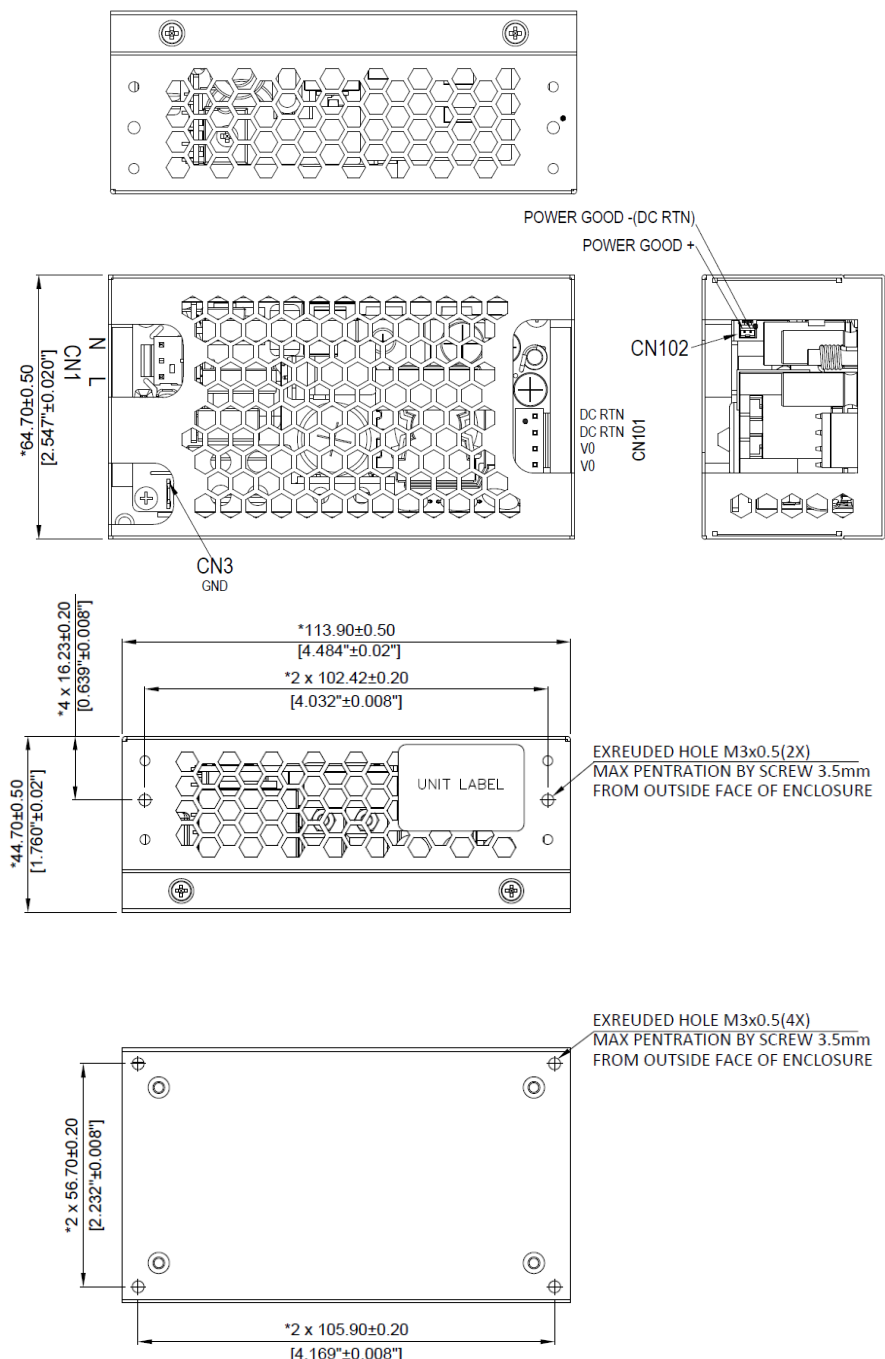 POWER GOOD -(DC RTN)
POWER GOOD +
CN102
*64.70±0.50
[2.547"±0.020"]
CN1
N
L
DC RTN
DC RTN
V0
V0
CN101
CN3
GND
*4 x 16.23±0.20
[0.639"±0.008"]
*113.90±0.50
[4.484"±0.02"]
*2 x 102.42±0.20
[4.032"±0.008"]
*44.70±0.50
[1.760"±0.02"]
UNIT LABEL
EXREUDED HOLE M3x0.5(2X)
MAX PENTRATION BY SCREW 3.5mm
FROM OUTSIDE FACE OF ENCLOSURE
EXREUDED HOLE M3x0.5(4X)
MAX PENTRATION BY SCREW 3.5mm
FROM OUTSIDE FACE OF ENCLOSURE
*2 x 56.70±0.20
[2.232"±0.008"]
*2 x 105.90±0.20
[4.169"±0.008"]